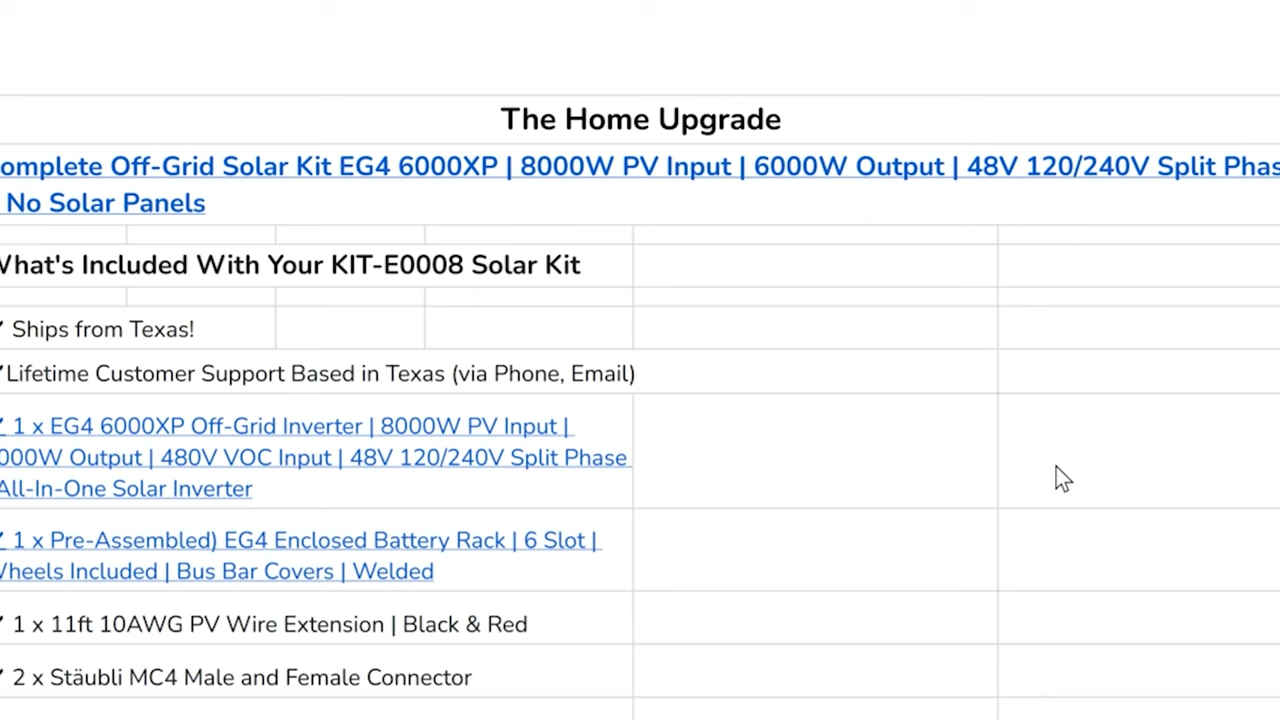 The Home Upgrade
omplete Off-Grid Solar Kit EG4 6000XP | 8000W PV Input | 6000W Output | 48V 120/240V Split Phas
No Solar Panels
What's Included With Your KIT-E0008 Solar Kit
✓ Ships from Texas!
✓Lifetime Customer Support Based in Texas (via Phone, Email)
✓ 1 x EG4 6000XP Off-Grid Inverter | 8000W PV Input |
000W Output | 480V VOC Input | 48V 120/240V Split Phase
All-In-One Solar Inverter
✓ 1 x Pre-Assembled) EG4 Enclosed Battery Rack | 6 Slot |
Wheels Included | Bus Bar Covers | Welded
✓ 1 x 11ft 10AWG PV Wire Extension | Black & Red
✓ 2 x Stäubli MC4 Male and Female Connector